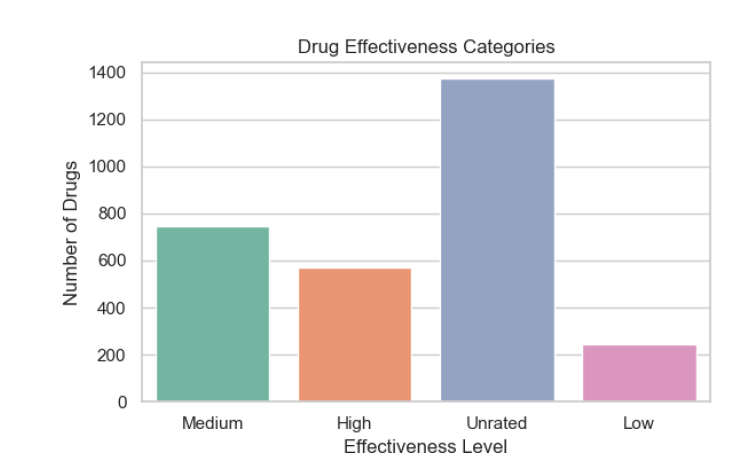 Drug Effectiveness Categories
1400
1200
1000
800
600
400
200
0
Number of Drugs
Medium High Unrated Low
Effectiveness Level